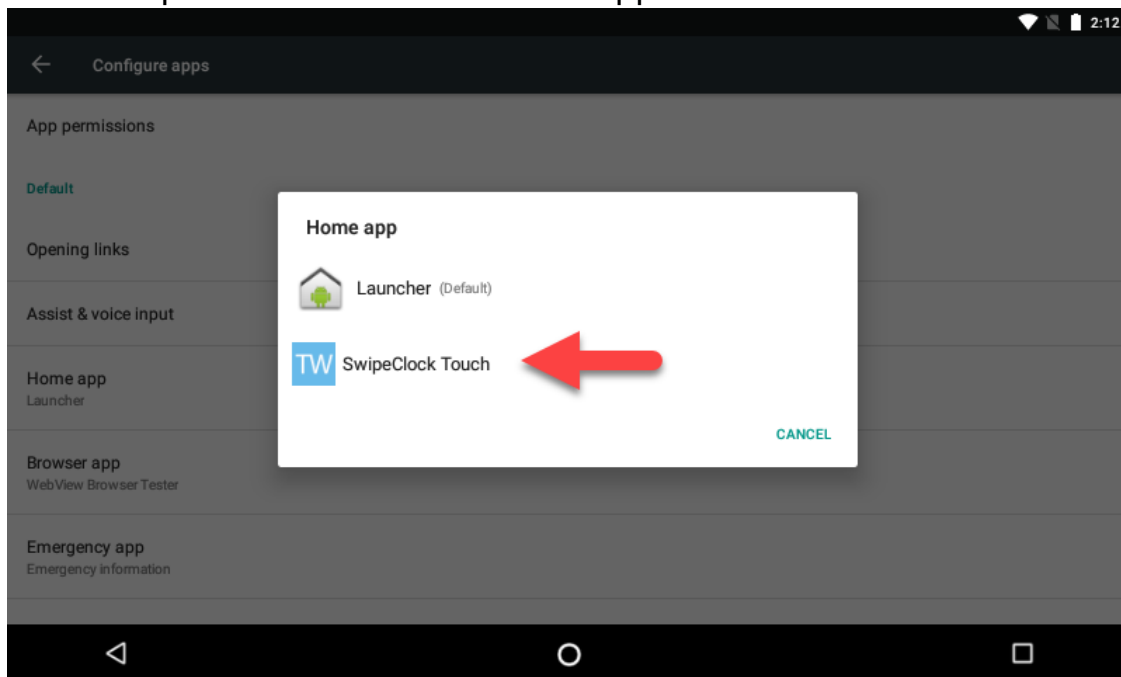 2:12
Configure apps
App permissions
Default
Opening links
Assist & voice input
Home app
Launcher
Browser app
WebView Browser Tester
Emergency app
Emergency information
Home app
Launcher (Default)
TW SwipeClock Touch
CANCEL